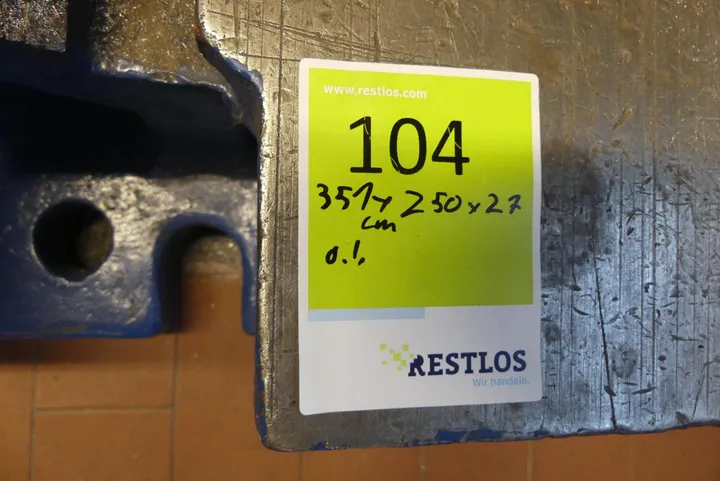 www.restlos.com
104
351 x 250 x 27
cm
o.l.
RESTLOS
Wir handeln.